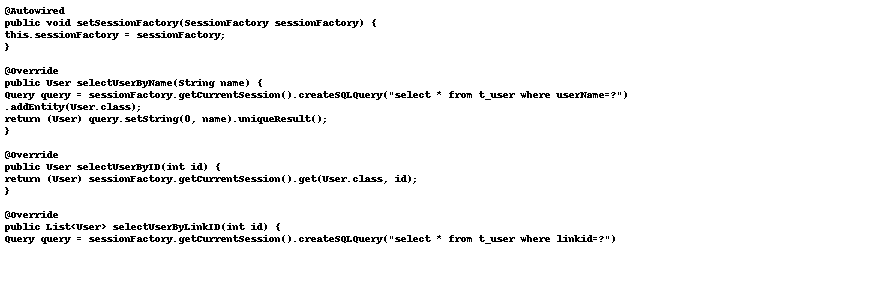 @Autowired
public void setSessionFactory(SessionFactory sessionFactory) {
this.sessionFactory = sessionFactory;
}
@Override
public User selectUserByName(String name) {
Query query = sessionFactory.getCurrentSession().createSQLQuery("select * from t_user where userName=?")
.addEntity(User.class);
return (User) query.setString(0, name).uniqueResult();
}
@Override
public User selectUserByID(int id) {
return (User) sessionFactory.getCurrentSession().get(User.class, id);
}
@Override
public List<User> selectUserByLinkID(int id) {
Query query = sessionFactory.getCurrentSession().createSQLQuery("select * from t_user where linkid=?")